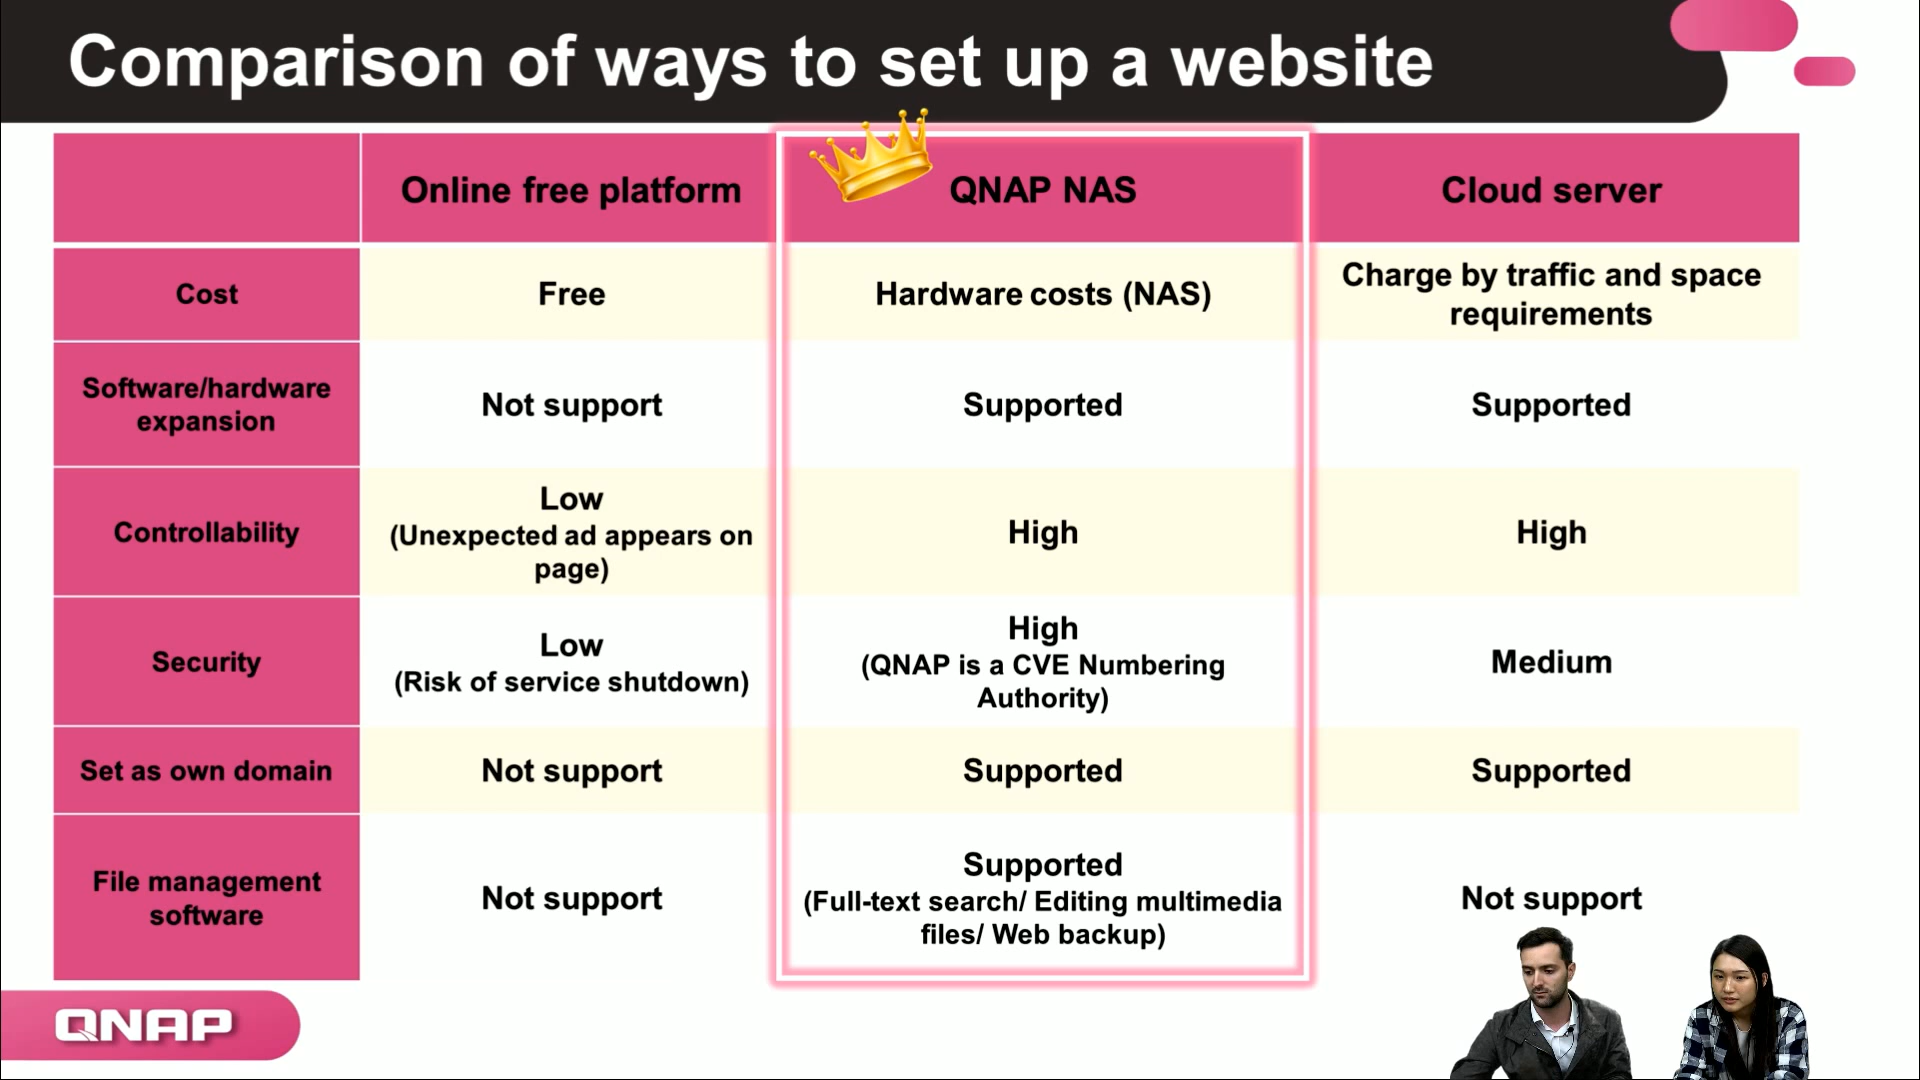 Comparison of ways to set up a website
Online free platform
QNAP NAS
Cloud server
Cost
Free
Hardware costs (NAS)
Charge by traffic and space
requirements
Software/hardware
expansion
Not support
Supported
Supported
Controllability
Low
(Unexpected ad appears on
page)
High
High
Security
Low
(Risk of service shutdown)
High
(QNAP is a CVE Numbering
Authority)
Medium
Set as own domain
Not support
Supported
Supported
File management
software
Not support
Supported
(Full-text search/ Editing multimedia
files/ Web backup)
Not support
QNAP